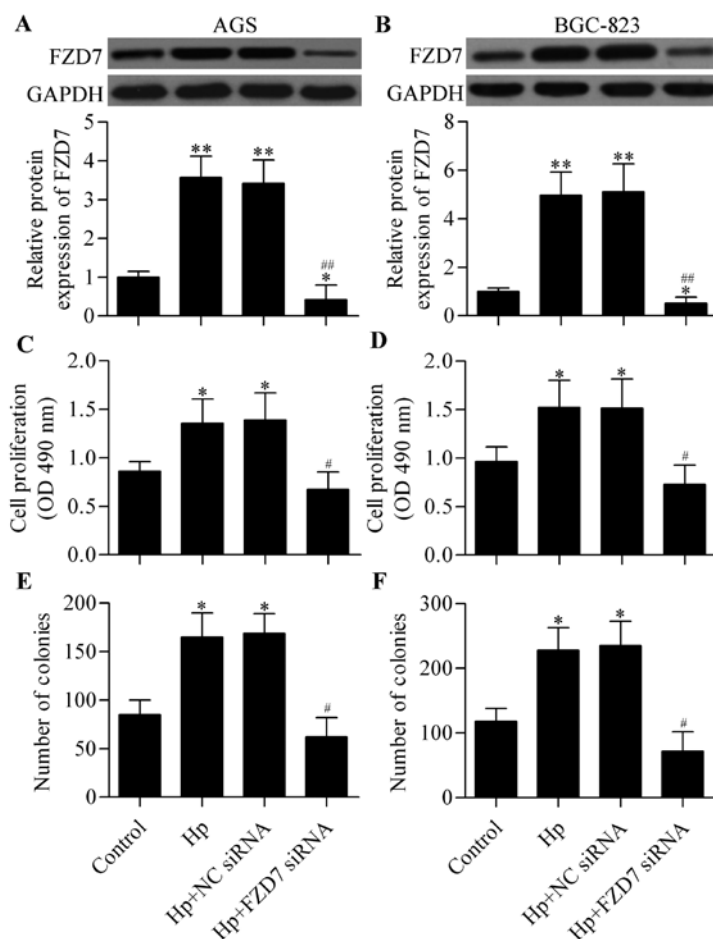 A AGS
FZD7
GAPDH
Relative protein
expression of FZD7
5
4
3
2
1
0
** ** ## *
B BGC-823
FZD7
GAPDH
Relative protein
expression of FZD7
8
6
4
2
0
** ** ## *
C
Cell proliferation
(OD 490 nm)
2.0
1.5
1.0
0.5
0.0
* * #
D
Cell proliferation
(OD 490 nm)
2.0
1.5
1.0
0.5
0.0
* * #
E
Number of colonies
200
150
100
50
0
* * #
Control
Hp
Hp+NC siRNA
Hp+FZD7 siRNA
F
Number of colonies
300
200
100
0
* * #
Control
Hp
Hp+NC siRNA
Hp+FZD7 siRNA